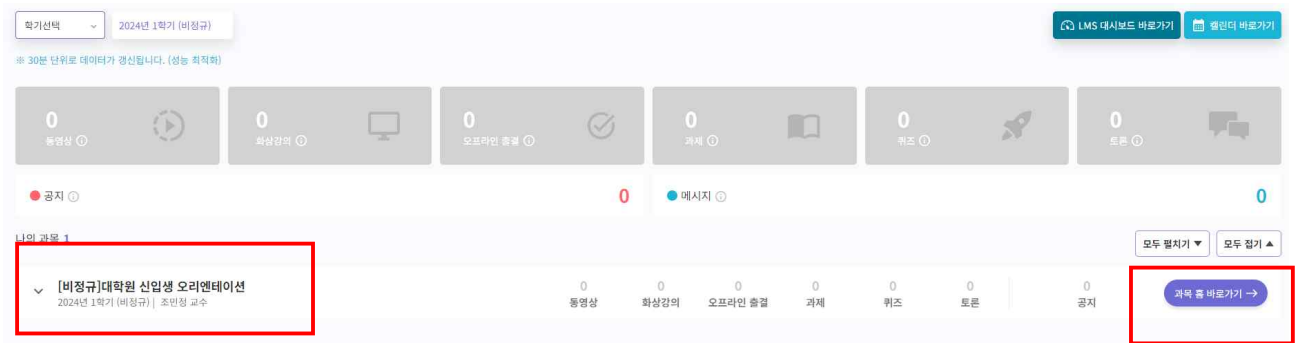 학기선택 2024년 1학기 (비정규) LMS 대시보드 바로가기 캘린더 바로가기
※ 30분 단위로 데이터가 갱신됩니다. (성능 최적화)
0 0 0 0 0 0
동영상 화상강의 오프라인 출결 과제 퀴즈 토론
공지 0 메시지 0
나의 과목 1 모두 펼치기 ▼ 모두 접기 ▲
[비정규]대학원 신입생 오리엔테이션 0 0 0 0 0 0 0 과목 홈 바로가기 →
2024년 1학기 (비정규) | 조민정 교수 동영상 화상강의 오프라인 출결 과제 퀴즈 토론 공지